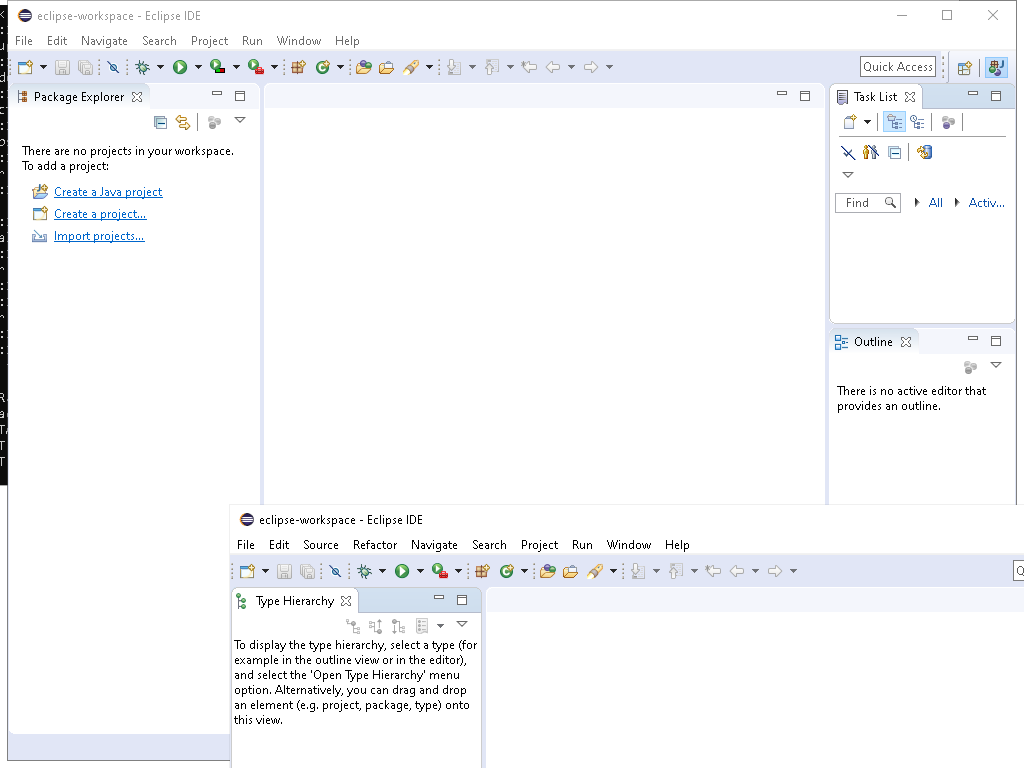 eclipse-workspace - Eclipse IDE
File Edit Navigate Search Project Run Window Help
Quick Access
Package Explorer
There are no projects in your workspace.
To add a project:
Create a Java project
Create a project...
Import projects...
Task List
Find All Activ...
Outline
There is no active editor that
provides an outline.
eclipse-workspace - Eclipse IDE
File Edit Source Refactor Navigate Search Project Run Window Help
Type Hierarchy
To display the type hierarchy, select a type (for
example in the outline view or in the editor),
and select the 'Open Type Hierarchy' menu
option. Alternatively, you can drag and drop
an element (e.g. project, package, type) onto
this view.